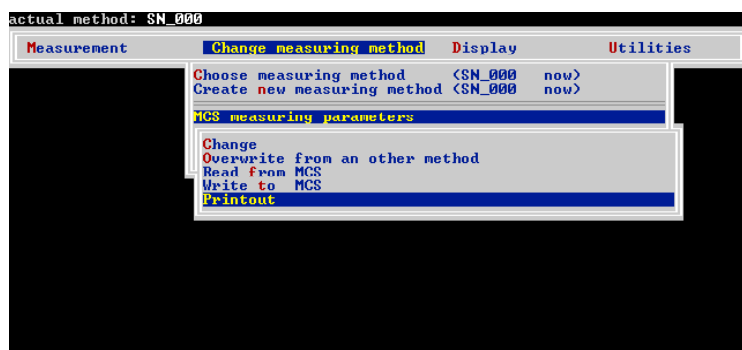 actual method: SN_000
Measurement Change measuring method Display Utilities
Choose measuring method (SN_000 now)
Create new measuring method (SN_000 now)
MCS measuring parameters
Change
Overwrite from an other method
Read from MCS
Write to MCS
Printout